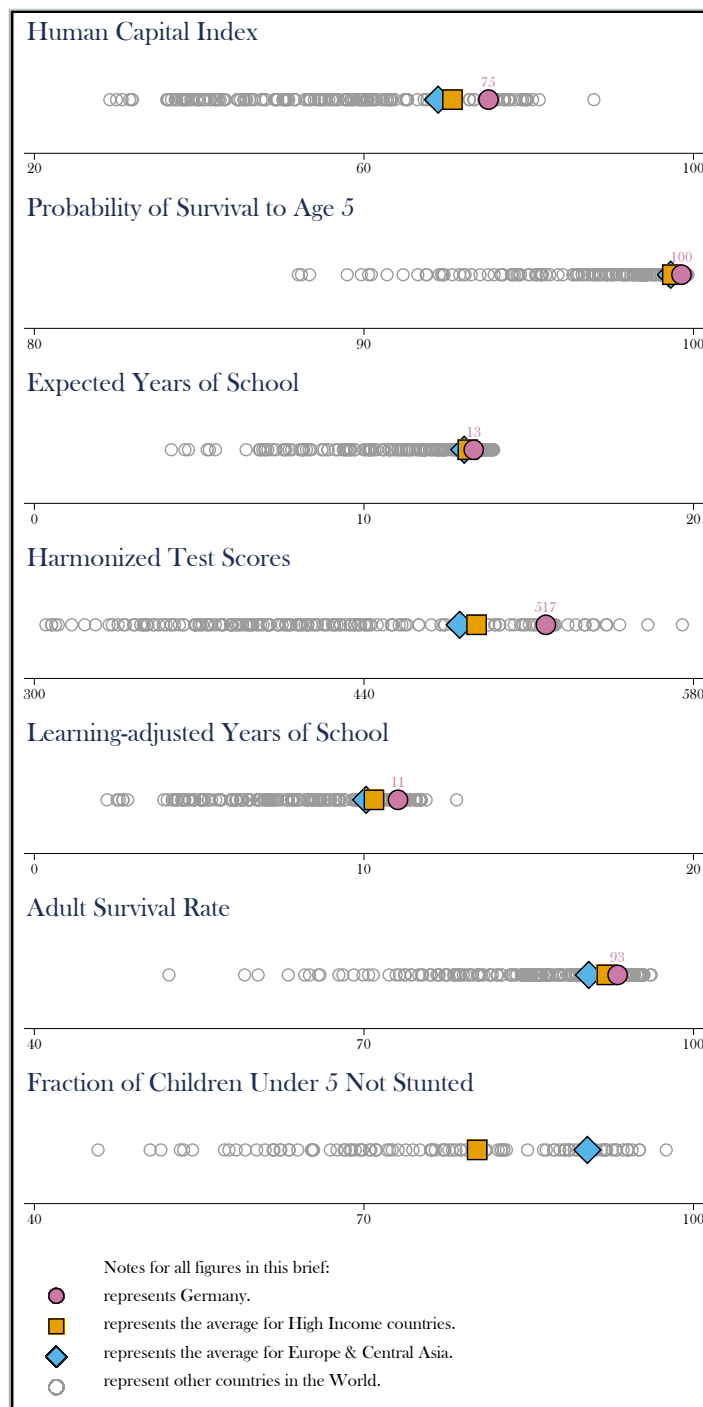 Human Capital Index
75
20 60 100
Probability of Survival to Age 5
100
80 90 100
Expected Years of School
13
0 10 20
Harmonized Test Scores
517
300 440 580
Learning-adjusted Years of School
11
0 10 20
Adult Survival Rate
93
40 70 100
Fraction of Children Under 5 Not Stunted
40 70 100
Notes for all figures in this brief:
represents Germany.
represents the average for High Income countries.
represents the average for Europe & Central Asia.
represent other countries in the World.